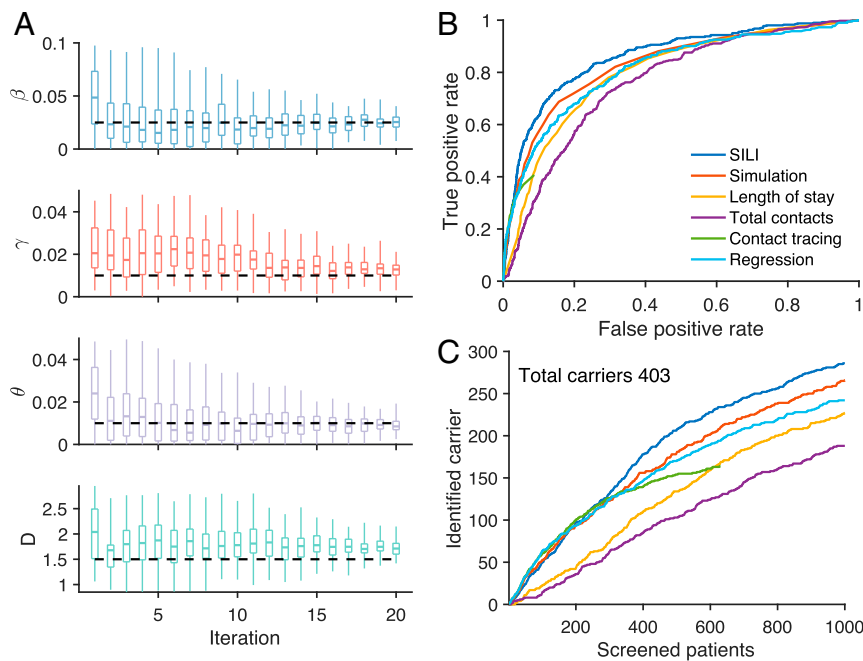 A
0.1
0.05
0
β
0.04
0.02
0
γ
0.04
0.02
0
θ
2.5
2
1.5
1
D
5
10
15
20
Iteration
B
1
0.8
0.6
0.4
0.2
0
True positive rate
SILI
Simulation
Length of stay
Total contacts
Contact tracing
Regression
0
0.2
0.4
0.6
0.8
1
False positive rate
C
Total carriers 403
300
250
200
150
100
50
0
Identified carrier
200
400
600
800
1000
Screened patients